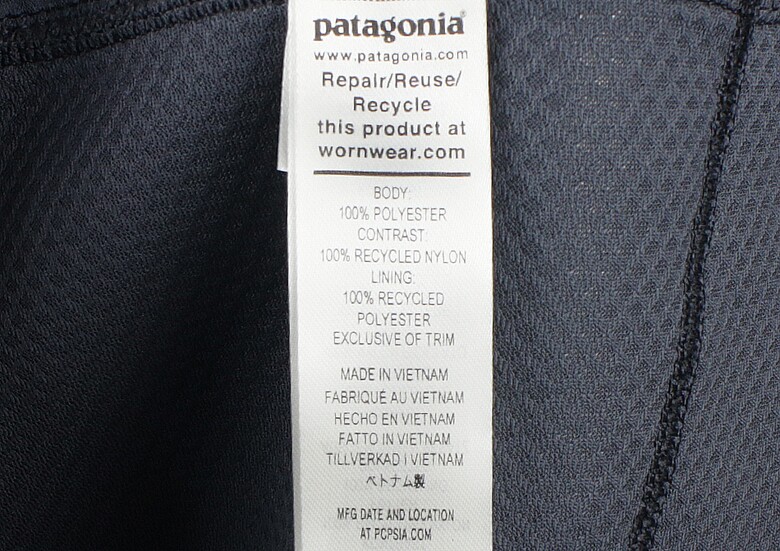 patagonia®
www.patagonia.com
Repair/Reuse/
Recycle
this product at
wornwear.com
BODY:
100% POLYESTER
CONTRAST:
100% RECYCLED NYLON
LINING:
100% RECYCLED
POLYESTER
EXCLUSIVE OF TRIM
MADE IN VIETNAM
FABRIQUÉ AU VIETNAM
HECHO EN VIETNAM
FATTO IN VIETNAM
TILLVERKAD I VIETNAM
ベトナム製
MFG DATE AND LOCATION
AT PCPSIA.COM